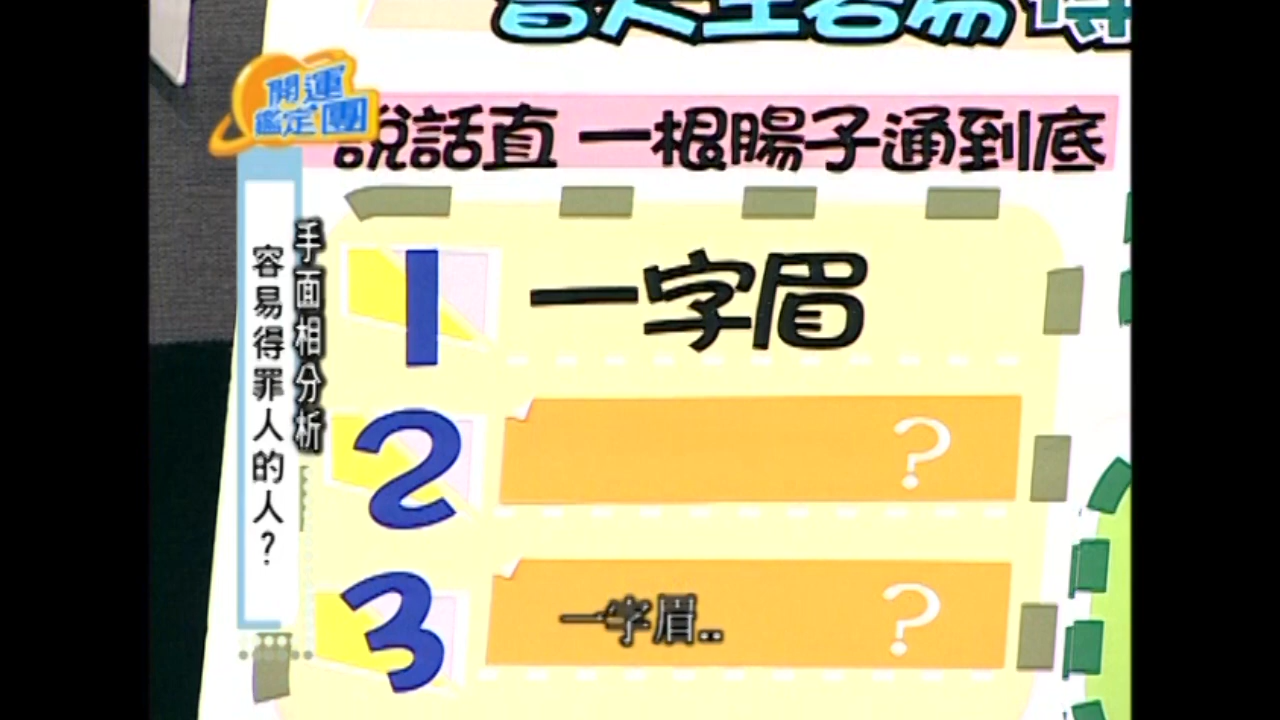 開運
鑑定團
說話直 一根腸子通到底
手面相分析
容易得罪人的人?
1 一字眉
2 ?
3 ?
一字眉..